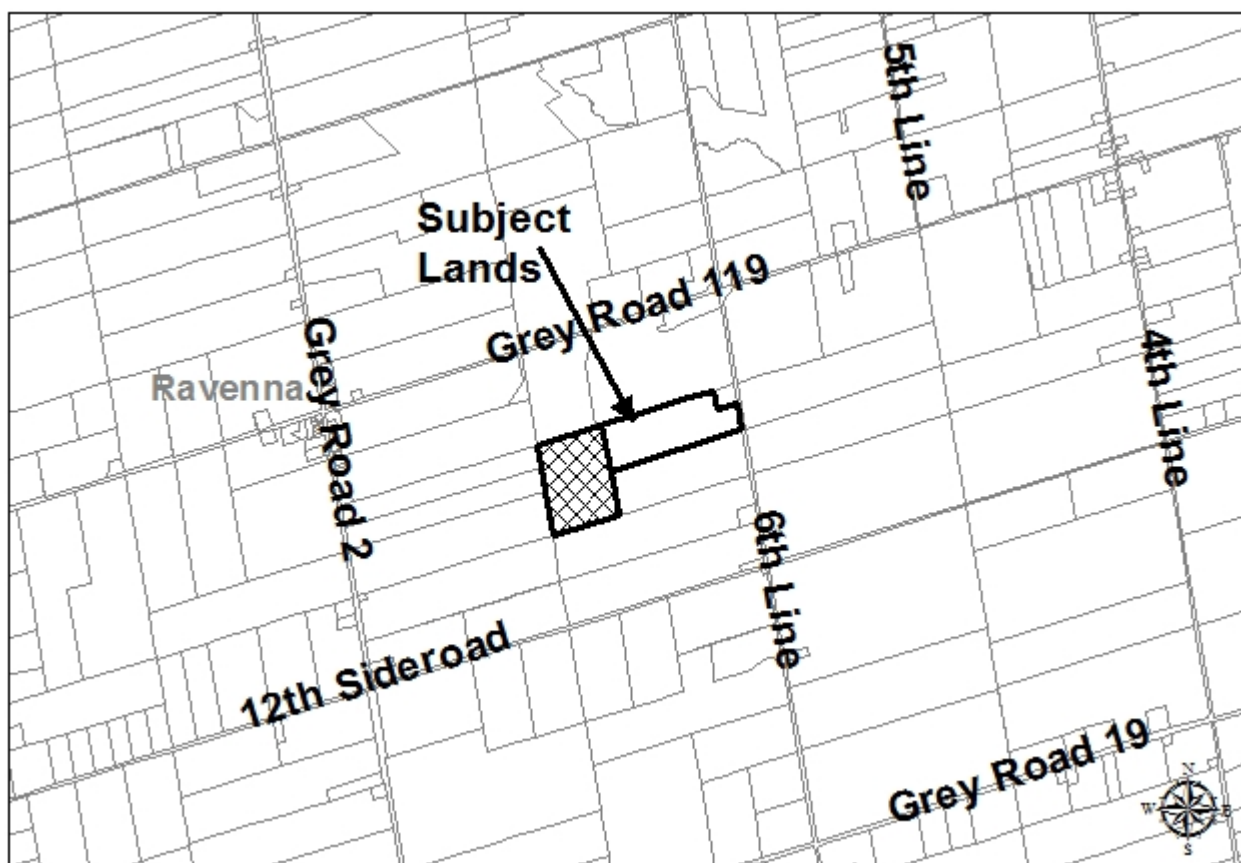 5th Line
Subject
Lands
Grey Road 119
Grey Road 2
Ravenna
4th Line
6th Line
12th Sideroad
Grey Road 19
N
W
E
S